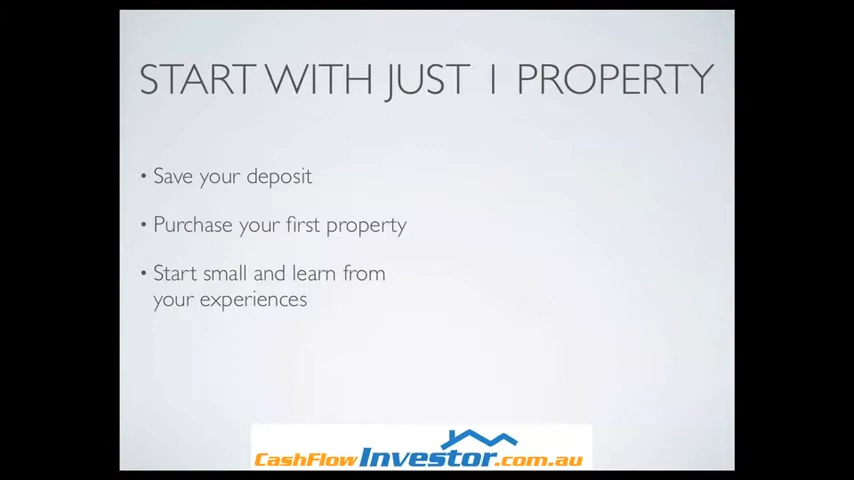 START WITH JUST 1 PROPERTY
• Save your deposit
• Purchase your first property
• Start small and learn from
your experiences
CashFlowInvestor.com.au